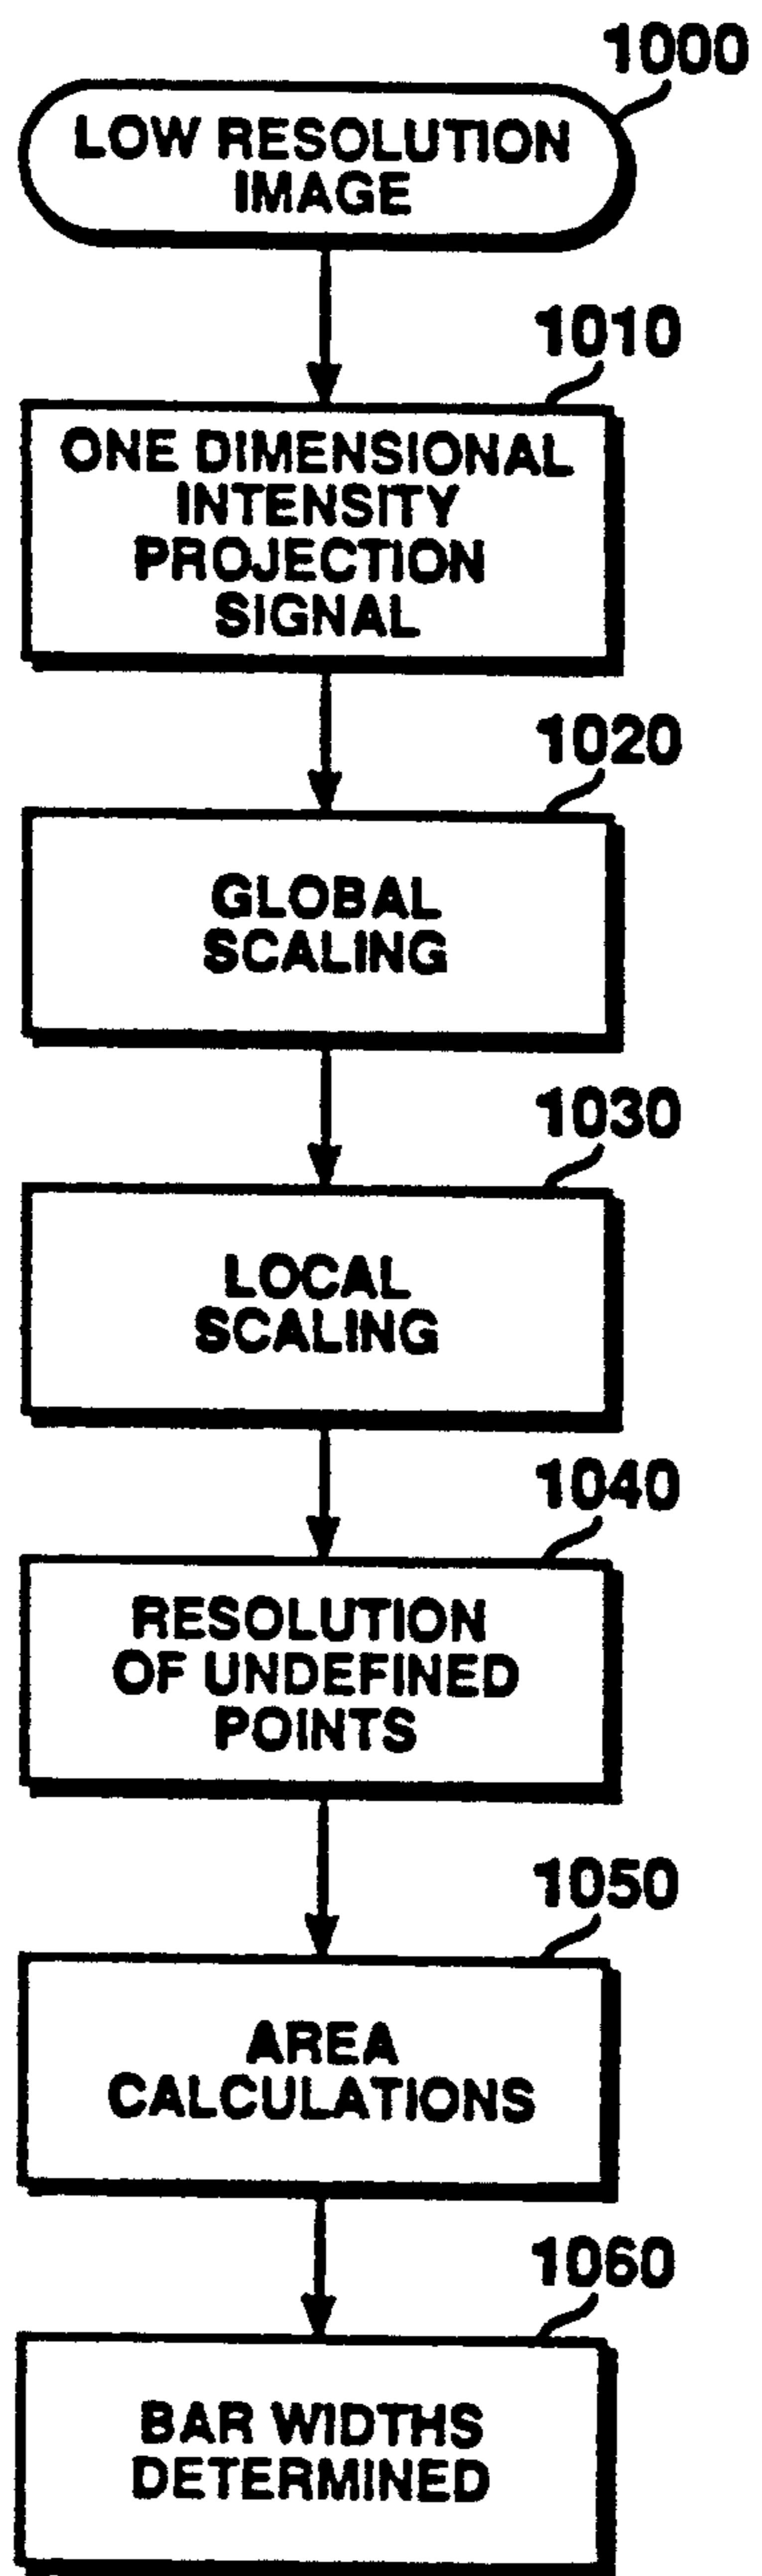 1000
LOW RESOLUTION
IMAGE
1010
ONE DIMENSIONAL
INTENSITY
PROJECTION
SIGNAL
1020
GLOBAL
SCALING
1030
LOCAL
SCALING
1040
RESOLUTION
OF UNDEFINED
POINTS
1050
AREA
CALCULATIONS
1060
BAR WIDTHS
DETERMINED